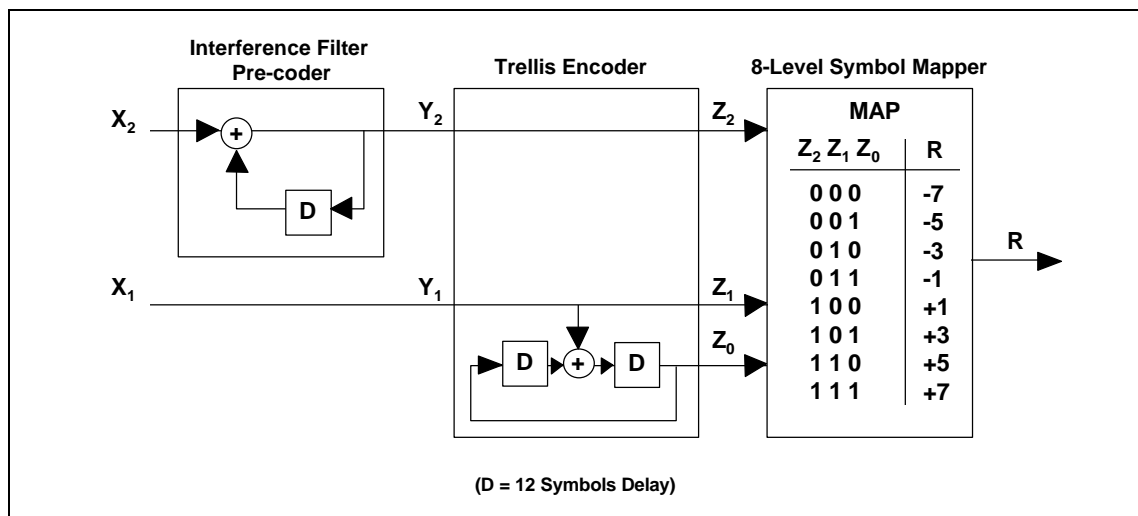 Interference Filter
Pre-coder
Trellis Encoder
8-Level Symbol Mapper
X₂
+
D
Y₂
Z₂
X₁
Y₁
Z₁
D
+
D
Z₀
MAP
Z₂ Z₁ Z₀ R
0 0 0 -7
0 0 1 -5
0 1 0 -3
0 1 1 -1
1 0 0 +1
1 0 1 +3
1 1 0 +5
1 1 1 +7
R
(D = 12 Symbols Delay)